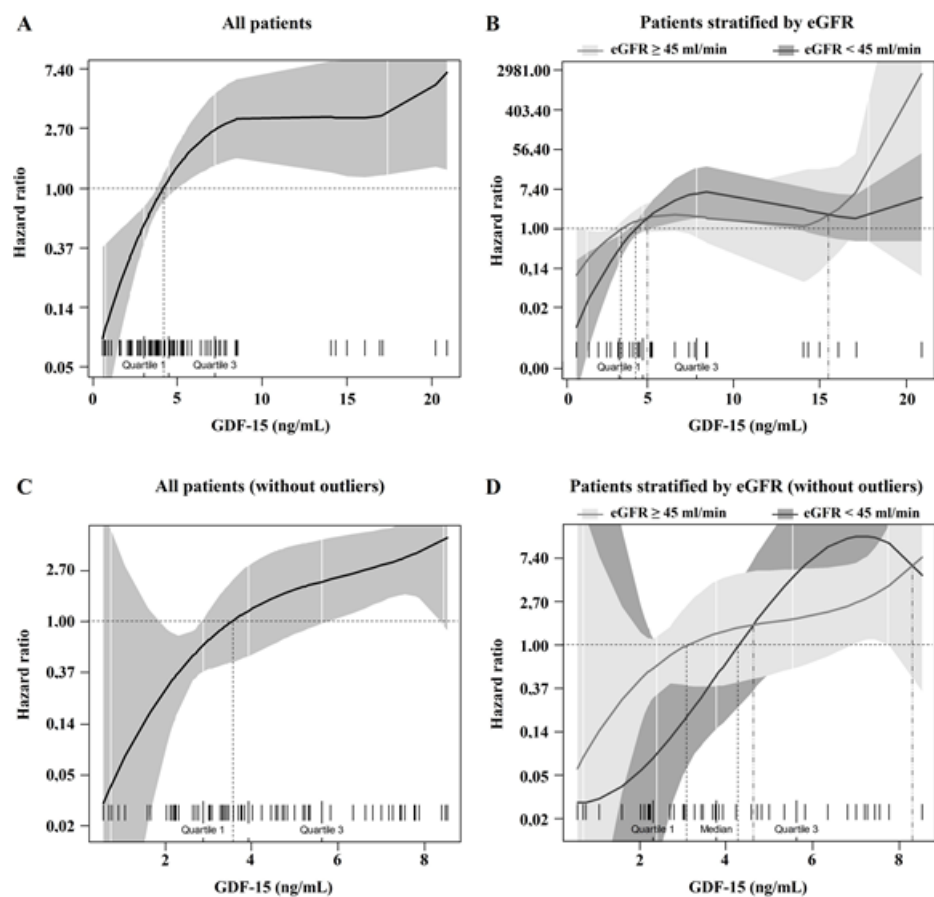 A
All patients
7.40
2.70
1.00
0.37
0.14
0.05
Hazard ratio
Quartile 1
Quartile 3
0 5 10 15 20
GDF-15 (ng/mL)
B
Patients stratified by eGFR
eGFR ≥ 45 ml/min eGFR < 45 ml/min
2981.00
403.40
56.40
7.40
1.00
0.14
0.02
0,00
Hazard ratio
Quartile 1
Quartile 3
0 5 10 15 20
GDF-15 (ng/mL)
C
All patients (without outliers)
2.70
1.00
0.37
0.14
0.05
0.02
Hazard ratio
Quartile 1
Quartile 3
2 4 6 8
GDF-15 (ng/mL)
D
Patients stratified by eGFR (without outliers)
eGFR ≥ 45 ml/min eGFR < 45 ml/min
7,40
2.70
1.00
0.37
0.14
0.05
0.02
Hazard ratio
Quartile 1
Median
Quartile 3
2 4 6 8
GDF-15 (ng/mL)